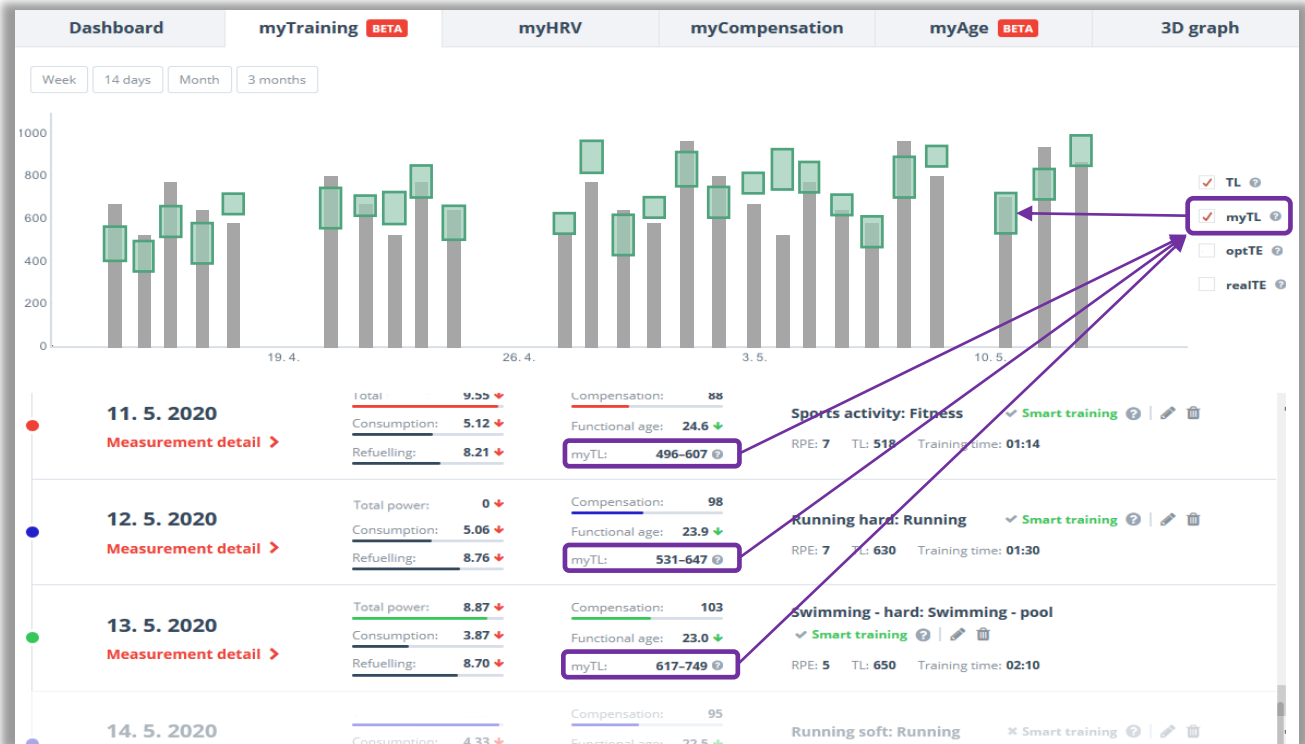 Dashboard
myTraining BETA
myHRV
myCompensation
myAge BETA
3D graph
Week
14 days
Month
3 months
1000
800
600
400
200
0
19. 4.
26. 4.
3. 5.
10. 5.
TL
myTL
optTE
realTE
11. 5. 2020
Measurement detail
Total 9.55
Consumption: 5.12
Refuelling: 8.21
Compensation: 88
Functional age: 24.6
myTL: 496–607
Sports activity: Fitness Smart training
RPE: 7 TL: 518 Training time: 01:14
12. 5. 2020
Measurement detail
Total power: 0
Consumption: 5.06
Refuelling: 8.76
Compensation: 98
Functional age: 23.9
myTL: 531–647
Running hard: Running Smart training
RPE: 7 TL: 630 Training time: 01:30
13. 5. 2020
Measurement detail
Total power: 8.87
Consumption: 3.87
Refuelling: 8.70
Compensation: 103
Functional age: 23.0
myTL: 617–749
Swimming - hard: Swimming - pool
Smart training
RPE: 5 TL: 650 Training time: 02:10
14. 5. 2020
Consumption: 4.33
Compensation: 95
Functional age: 22.5
Running soft: Running Smart training